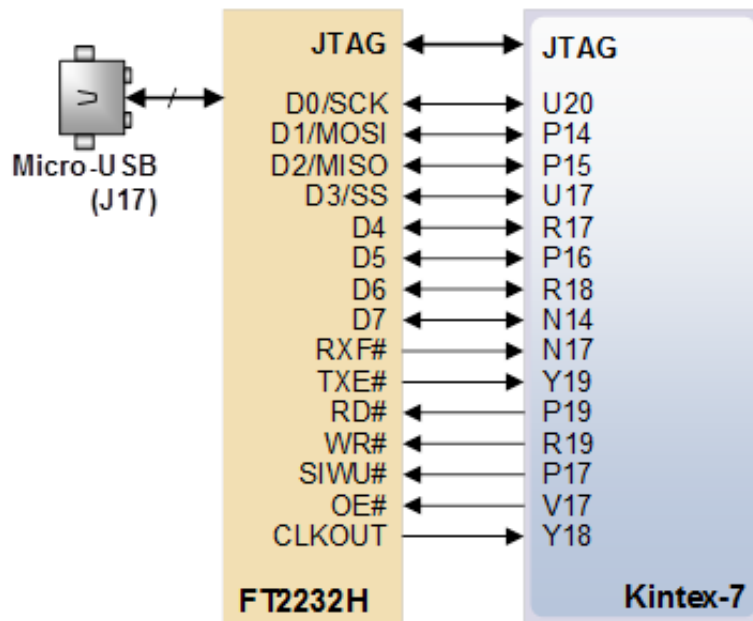 JTAG JTAG
D0/SCK U20
D1/MOSI P14
D2/MISO P15
D3/SS U17
D4 R17
D5 P16
D6 R18
D7 N14
RXF# N17
TXE# Y19
RD# P19
WR# R19
SIWU# P17
OE# V17
CLKOUT Y18
Micro-USB
(J17)
FT2232H
Kintex-7